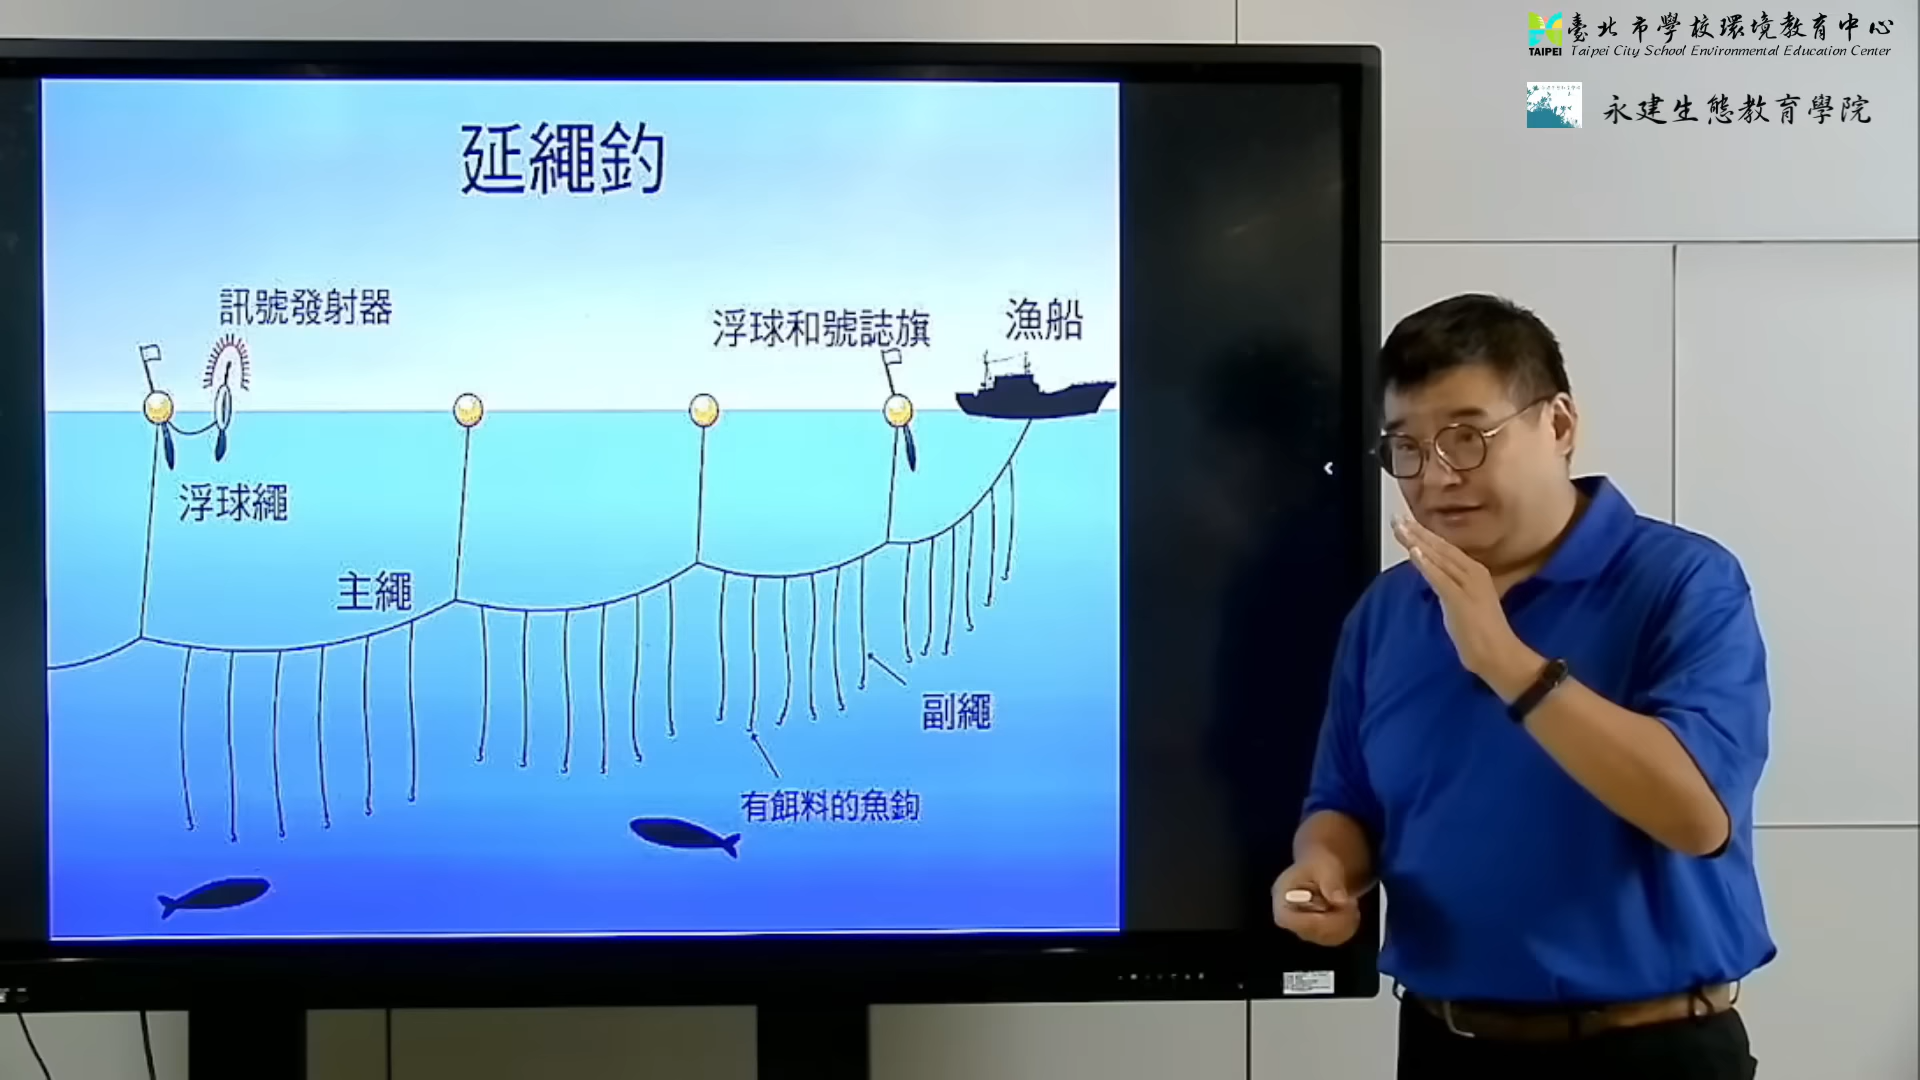 臺北市學校環境教育中心
TAIPEI
Taipei City School Environmental Education Center
永建生態教育學院
延繩釣
訊號發射器
浮球和號誌旗
漁船
浮球繩
主繩
副繩
有餌料的魚鉤